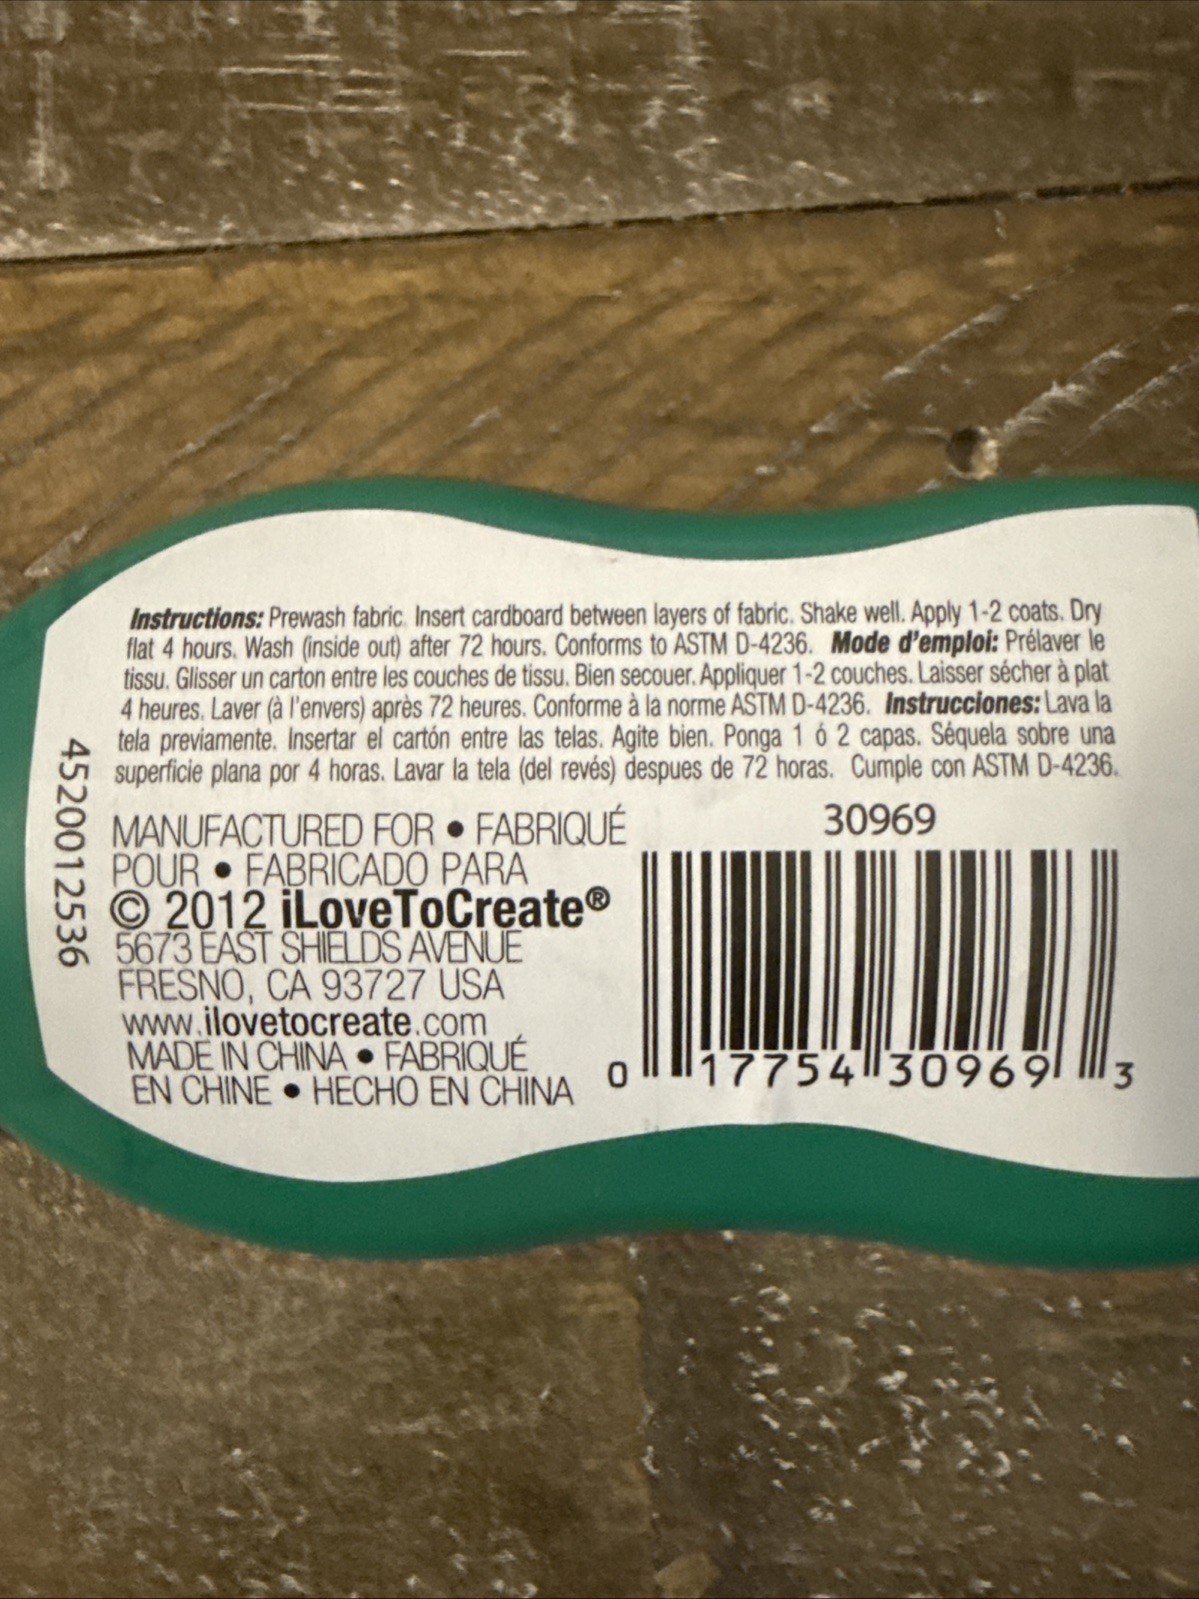 Instructions: Prewash fabric. Insert cardboard between layers of fabric. Shake well. Apply 1-2 coats. Dry
flat 4 hours. Wash (inside out) after 72 hours. Conforms to ASTM D-4236. Mode d'emploi: Prélaver le
tissu. Glisser un carton entre les couches de tissu. Bien secouer. Appliquer 1-2 couches. Laisser sécher à plat
4 heures. Laver (à l'envers) après 72 heures. Conforme à la norme ASTM D-4236. Instrucciones: Lava la
tela previamente. Insertar el cartón entre las telas. Agite bien. Ponga 1 ó 2 capas. Séquela sobre una
superficie plana por 4 horas. Lavar la tela (del revés) despues de 72 horas. Cumple con ASTM D-4236.
4520012536
MANUFACTURED FOR • FABRIQUÉ
POUR • FABRICADO PARA
© 2012 iLoveToCreate®
5673 EAST SHIELDS AVENUE
FRESNO, CA 93727 USA
www.ilovetocreate.com
MADE IN CHINA • FABRIQUÉ
EN CHINE • HECHO EN CHINA
30969
0 17754 30969 3